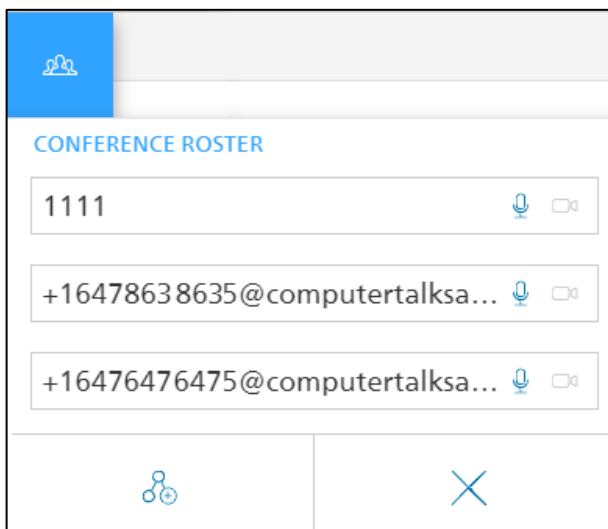 CONFERENCE ROSTER
1111
+16478638635@computertalksa...
+16476476475@computertalksa...